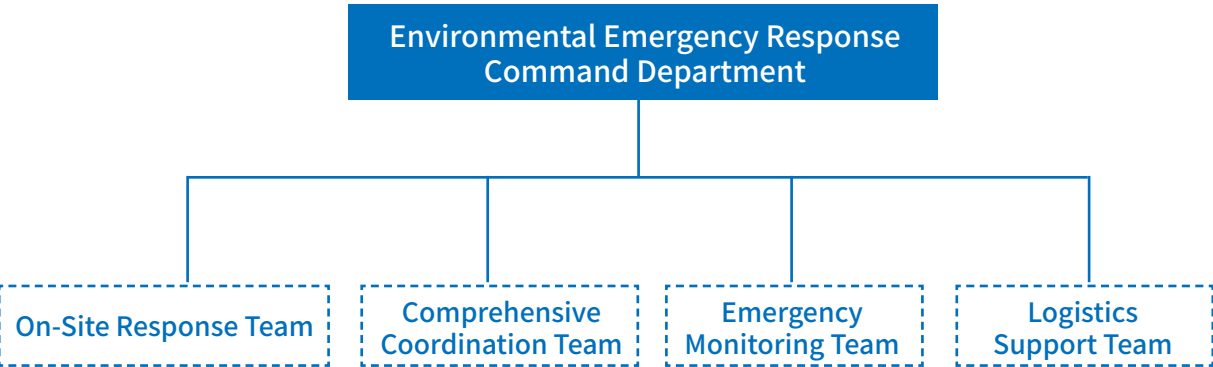 Environmental Emergency Response
Command Department
On-Site Response Team
Comprehensive
Coordination Team
Emergency
Monitoring Team
Logistics
Support Team